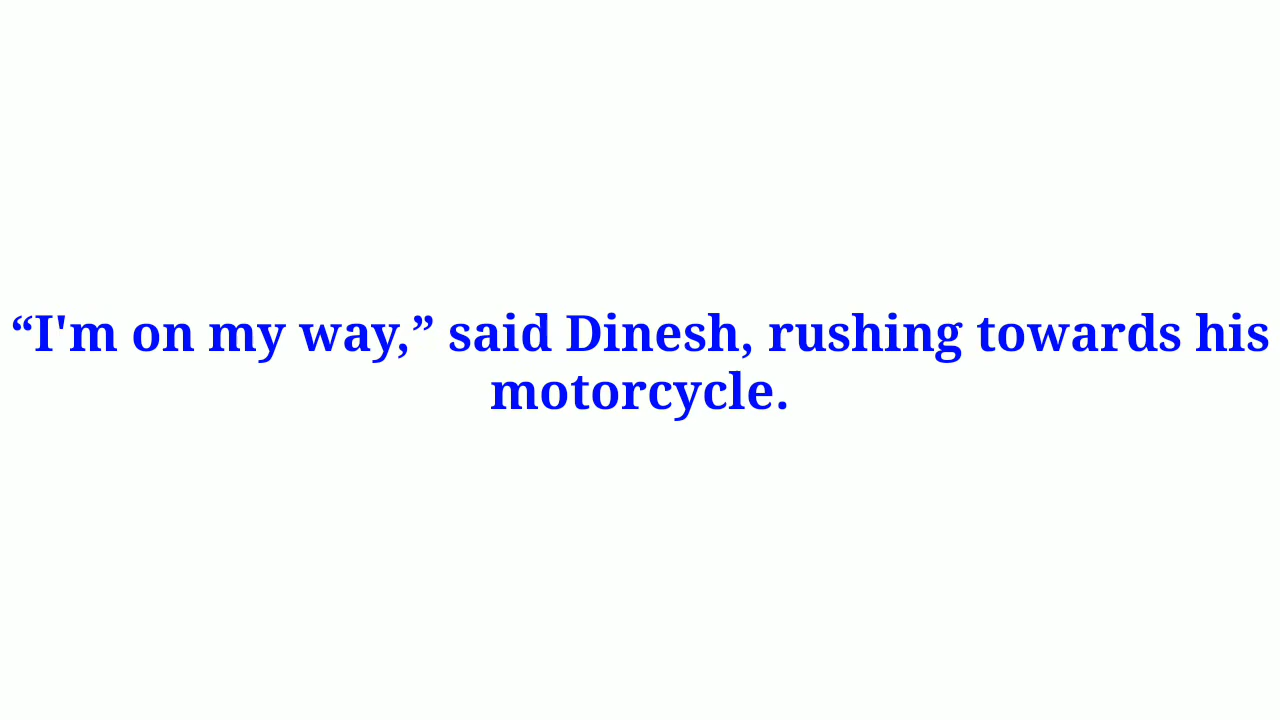 “I'm on my way,” said Dinesh, rushing towards his
motorcycle.